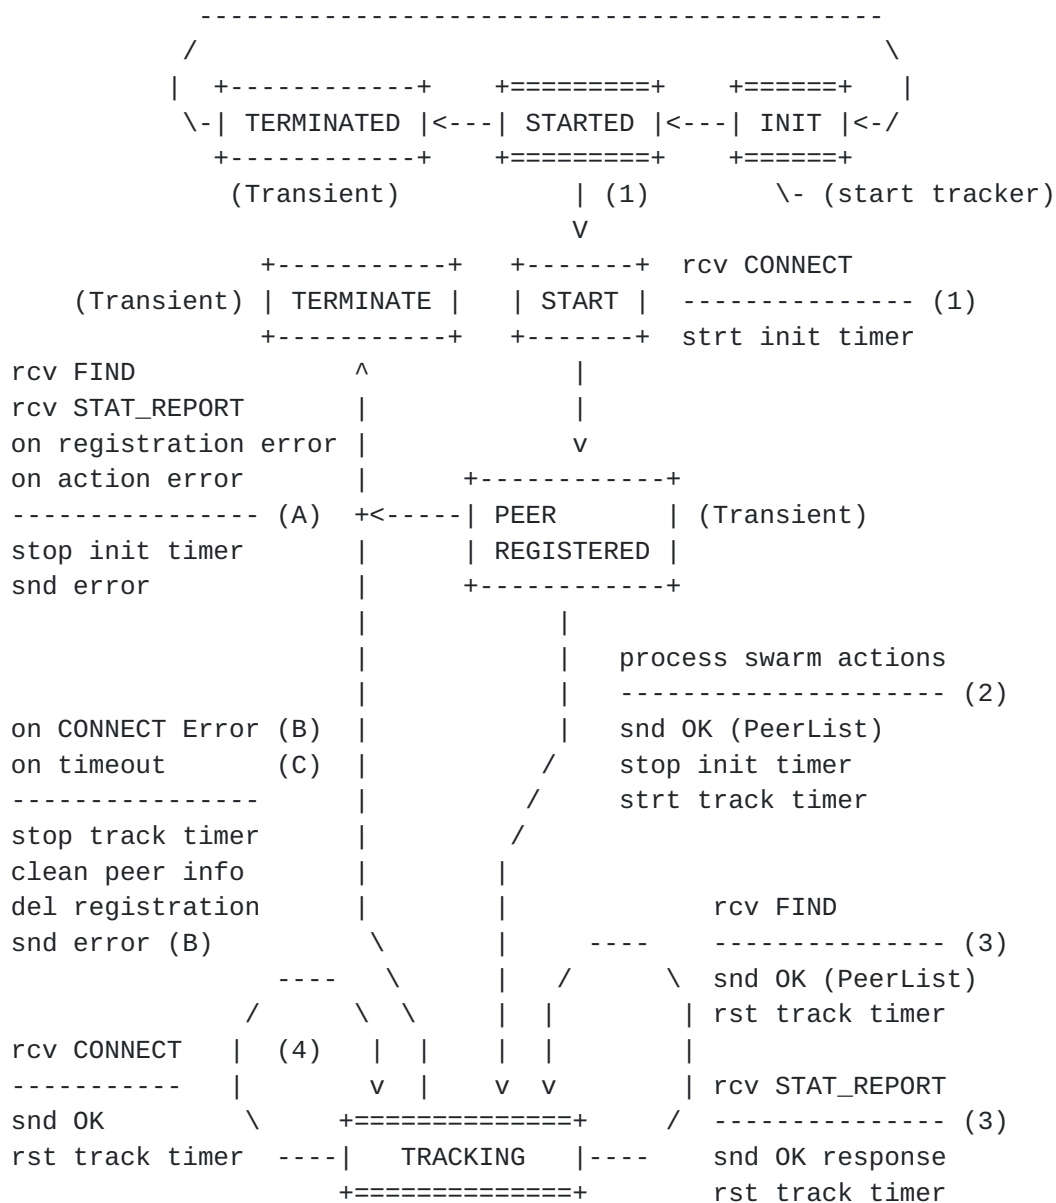 --------------------------------------------
           /                                            \
          |  +------------+    +=========+    +======+   |
           \-| TERMINATED |<---| STARTED |<---| INIT |<-/
             +------------+    +=========+    +======+
              (Transient)           | (1)        \- (start tracker)
                                    V
                +-----------+   +-------+  rcv CONNECT
    (Transient) | TERMINATE |   | START |  --------------- (1)
                +-----------+   +-------+  strt init timer
rcv FIND              ^             |
rcv STAT_REPORT       |             |
on registration error |             v
on action error       |      +------------+
---------------- (A)  +<-----| PEER       | (Transient)
stop init timer       |      | REGISTERED |
snd error             |      +------------+
                      |            |
                      |            |   process swarm actions
                      |            |   --------------------- (2)
on CONNECT Error (B)  |            |   snd OK (PeerList)
on timeout       (C)  |           /    stop init timer
----------------      |          /     strt track timer
stop track timer      |         /
clean peer info       |        |
del registration      |        |             rcv FIND
snd error (B)          \       |     ----    --------------- (3)
                 ----   \      |   /      \  snd OK (PeerList)
               /      \  \     |  |        | rst track timer
rcv CONNECT   |  (4)   |  |    |  |        |
-----------   |        v  |    v  v        | rcv STAT_REPORT
snd OK         \     +==============+     /  --------------- (3)
rst track timer  ----|   TRACKING   |----    snd OK response
                     +==============+        rst track timer